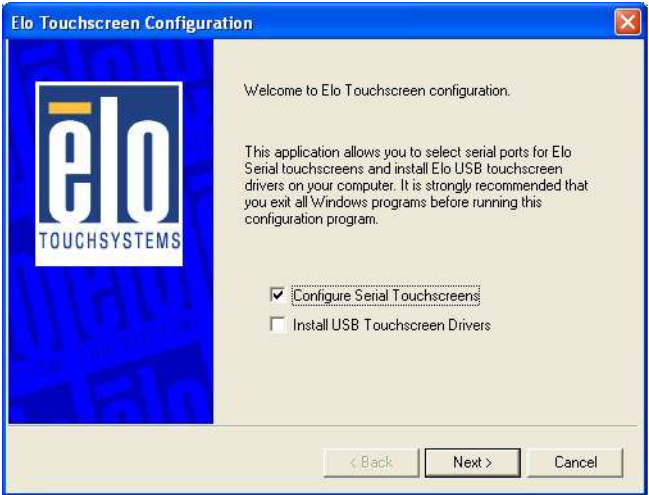 Elo Touchscreen Configuration
elo
TOUCHSYSTEMS
Welcome to Elo Touchscreen configuration.
This application allows you to select serial ports for Elo
Serial touchscreens and install Elo USB touchscreen
drivers on your computer. It is strongly recommended that
you exit all Windows programs before running this
configuration program.
Configure Serial Touchscreens
Install USB Touchscreen Drivers
< Back
Next >
Cancel